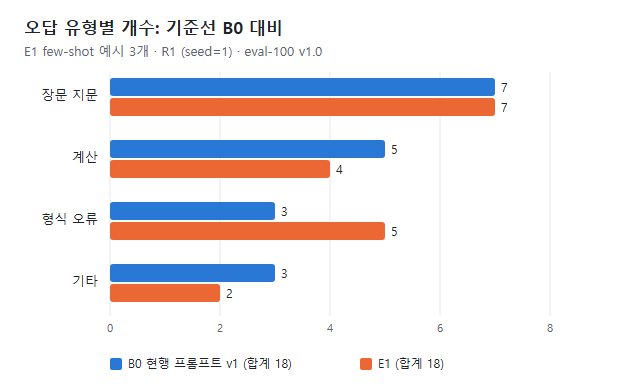 오답 유형별 개수: 기준선 B0 대비
E1 few-shot 예시 3개 · R1 (seed=1) · eval-100 v1.0
장문 지문
7
7
계산
5
4
형식 오류
3
5
기타
3
2
0 2 4 6 8
B0 현행 프롬프트 v1 (합계 18) E1 (합계 18)